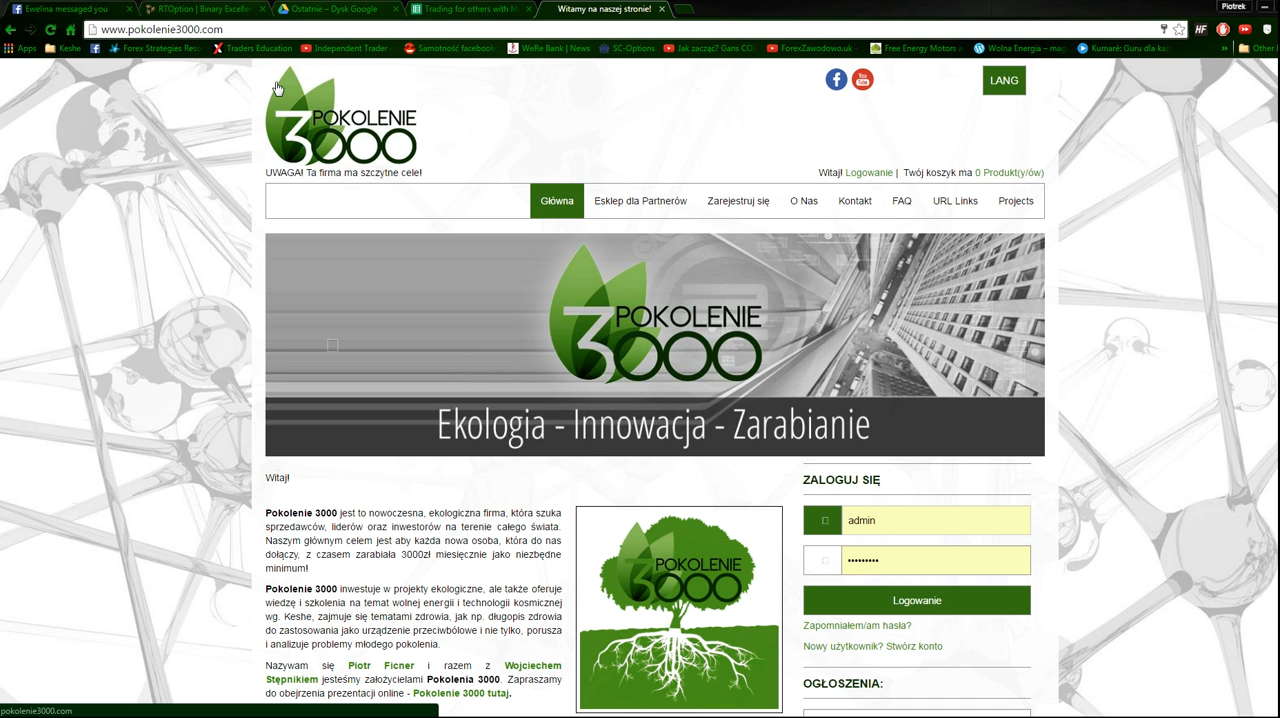 Ewelina messaged you
RTOption | Binary Excellen
Ostatnie – Dysk Google
Trading for others with M
Witamy na naszej stronie!
Piotrek
www.pokolenie3000.com
Apps
Keshe
Forex Strategies Reso
Traders Education
Independent Trader -
Samotność facebook
WeRe Bank | News
SC-Options
Jak zacząć? Gans CO2
ForexZawodowo.uk -
Free Energy Motors a
Wolna Energia – mag
Kumaré: Guru dla każ
»
Other
POKOLENIE
3000
You
Tube
LANG
UWAGA! Ta firma ma szczytne cele!
Witaj! Logowanie | Twój koszyk ma 0 Produkt(y/ów)
Główna
Esklep dla Partnerów
Zarejestruj się
O Nas
Kontakt
FAQ
URL Links
Projects
POKOLENIE
3000
Ekologia - Innowacja - Zarabianie
Witaj!
Pokolenie 3000 jest to nowoczesna, ekologiczna firma, która szuka
sprzedawców, liderów oraz inwestorów na terenie całego świata.
Naszym głównym celem jest aby każda nowa osoba, która do nas
dołączy, z czasem zarabiała 3000zł miesięcznie jako niezbędne
minimum!
Pokolenie 3000 inwestuje w projekty ekologiczne, ale także oferuje
wiedzę i szkolenia na temat wolnej energii i technologii kosmicznej
wg. Keshe, zajmuje się tematami zdrowia, jak np. długopis zdrowia
do zastosowania jako urządzenie przeciwbólowe i nie tylko, porusza
i analizuje problemy młodego pokolenia.
Nazywam się Piotr Ficner i razem z Wojciechem
Stępnikiem jesteśmy założycielami Pokolenia 3000. Zapraszamy
do obejrzenia prezentacji online - Pokolenie 3000 tutaj.
POKOLENIE
3000
ZALOGUJ SIĘ
admin
•••••••••
Logowanie
Zapomniałem/am hasła?
Nowy użytkownik? Stwórz konto
OGŁOSZENIA:
pokolenie3000.com